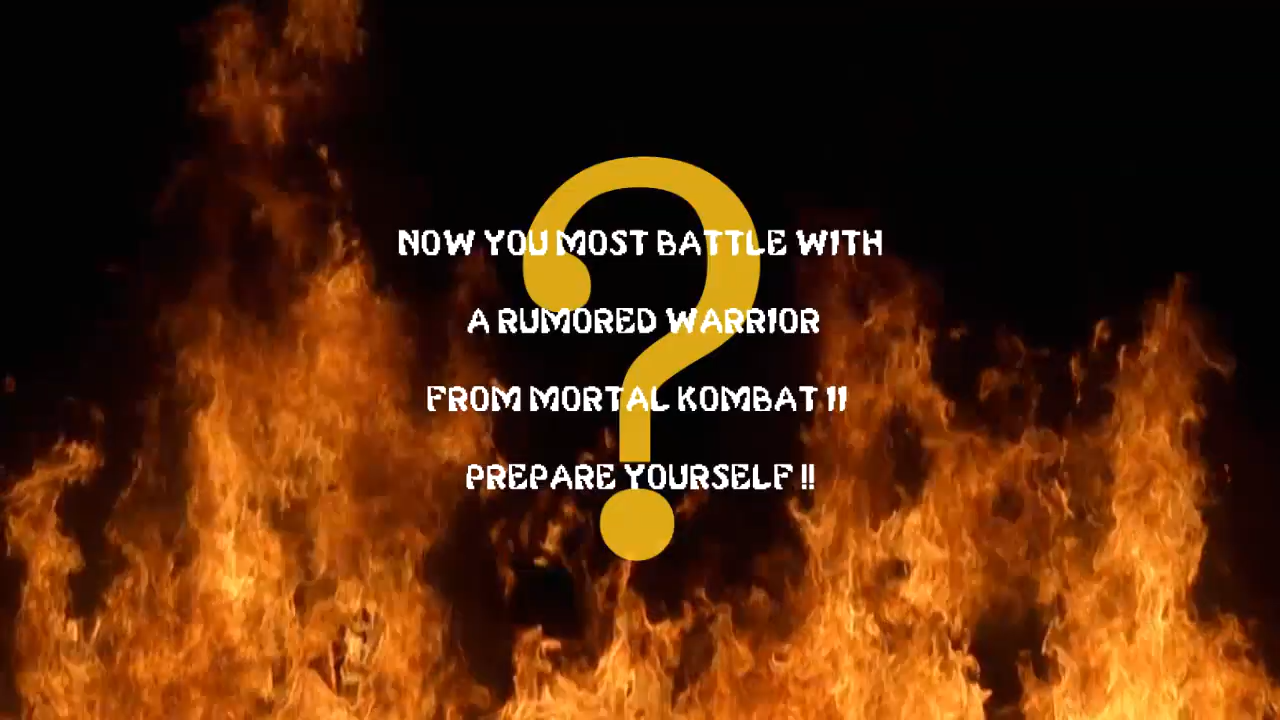 NOW YOU MOST BATTLE WITH
A RUMORED WARRIOR
FROM MORTAL KOMBAT II
PREPARE YOURSELF !!
?